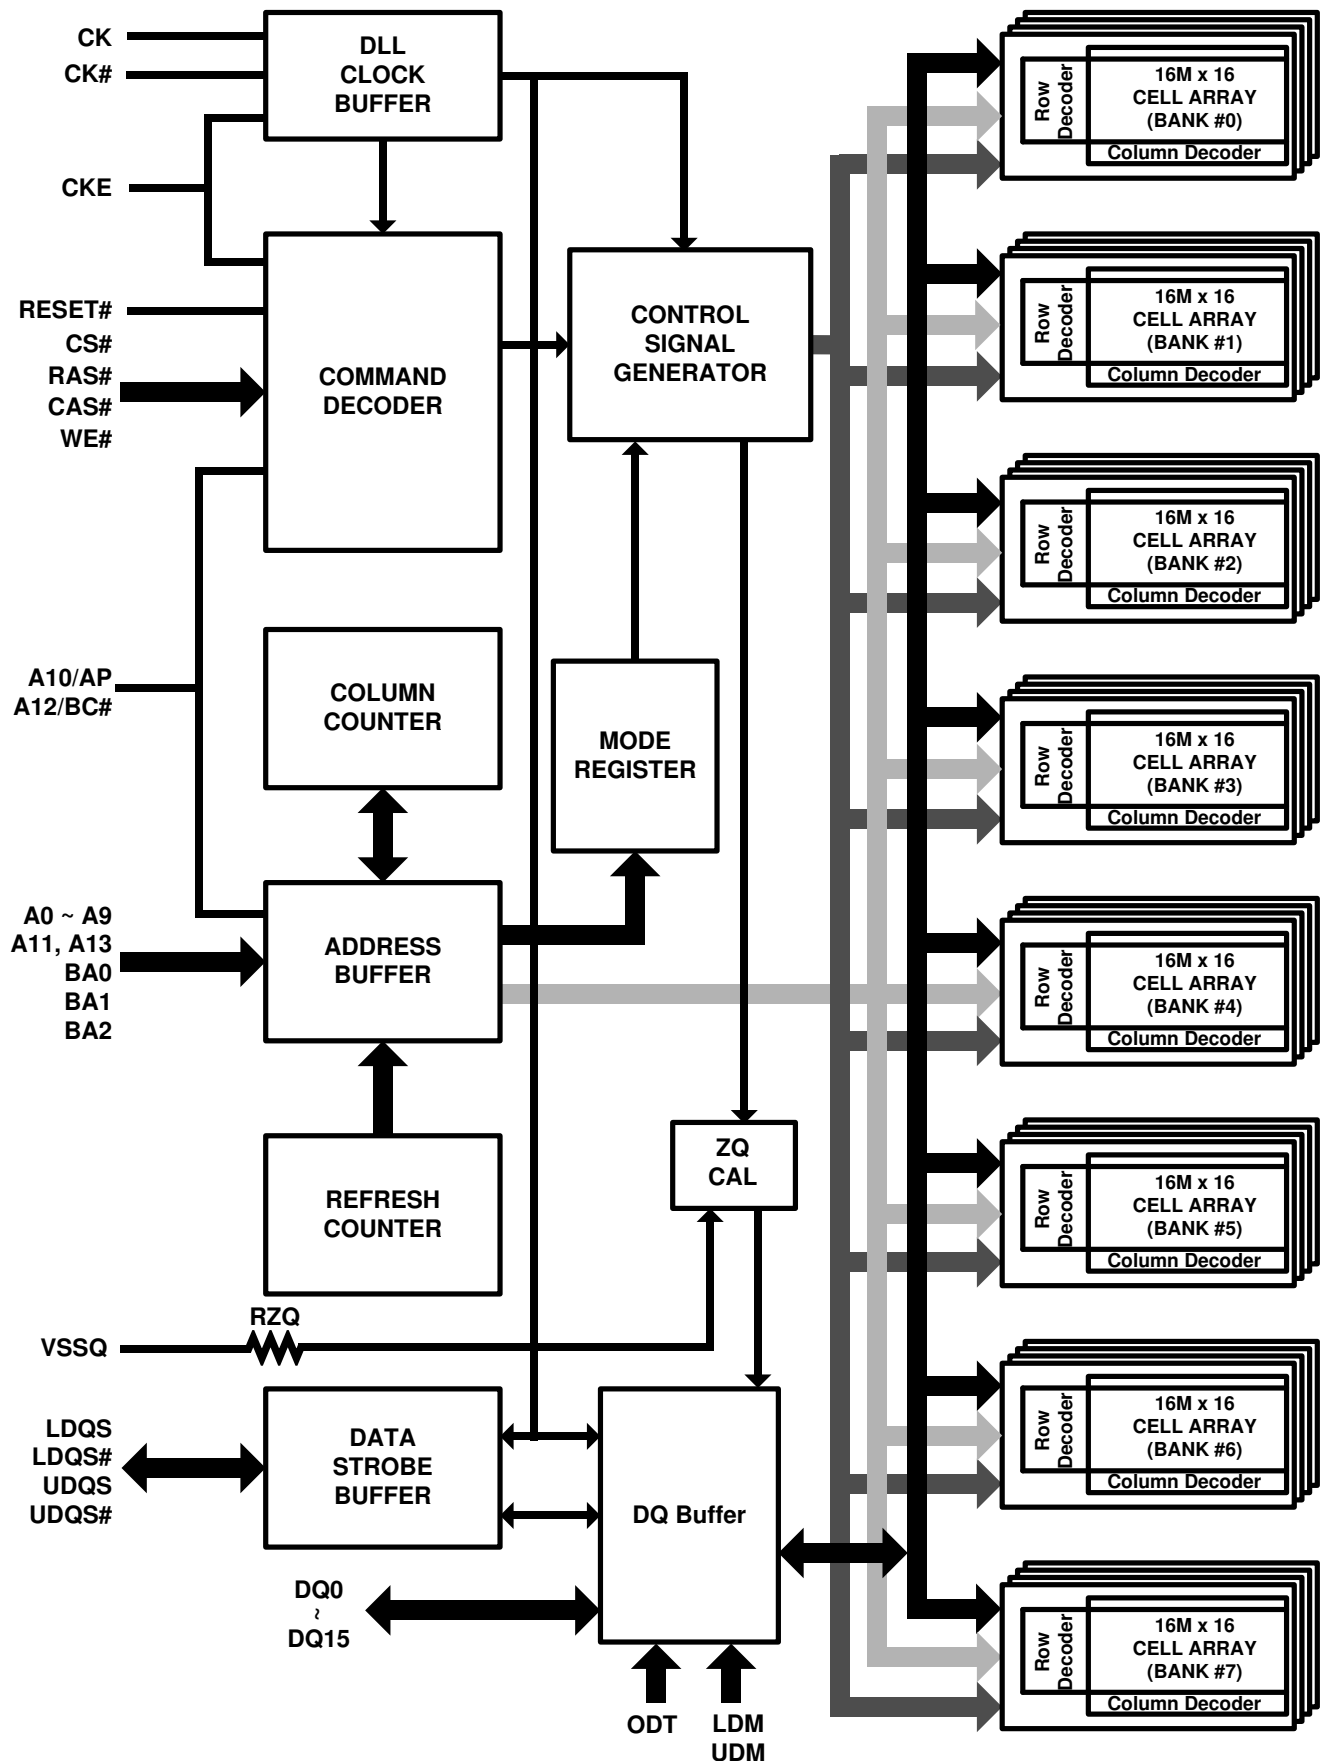 CK
CK#
CKE
RESET#
CS#
RAS#
CAS#
WE#
A10/AP
A12/BC#
A0 ~ A9
A11, A13
BA0
BA1
BA2
VSSQ
RZQ
LDQS
LDQS#
UDQS
UDQS#
DQ0
~
DQ15
ODT
LDM
UDM
DLL
CLOCK
BUFFER
COMMAND
DECODER
COLUMN
COUNTER
ADDRESS
BUFFER
REFRESH
COUNTER
DATA
STROBE
BUFFER
CONTROL
SIGNAL
GENERATOR
MODE
REGISTER
ZQ
CAL
DQ Buffer
Row
Decoder
16M x 16
CELL ARRAY
(BANK #0)
Column Decoder
Row
Decoder
16M x 16
CELL ARRAY
(BANK #1)
Column Decoder
Row
Decoder
16M x 16
CELL ARRAY
(BANK #2)
Column Decoder
Row
Decoder
16M x 16
CELL ARRAY
(BANK #3)
Column Decoder
Row
Decoder
16M x 16
CELL ARRAY
(BANK #4)
Column Decoder
Row
Decoder
16M x 16
CELL ARRAY
(BANK #5)
Column Decoder
Row
Decoder
16M x 16
CELL ARRAY
(BANK #6)
Column Decoder
Row
Decoder
16M x 16
CELL ARRAY
(BANK #7)
Column Decoder